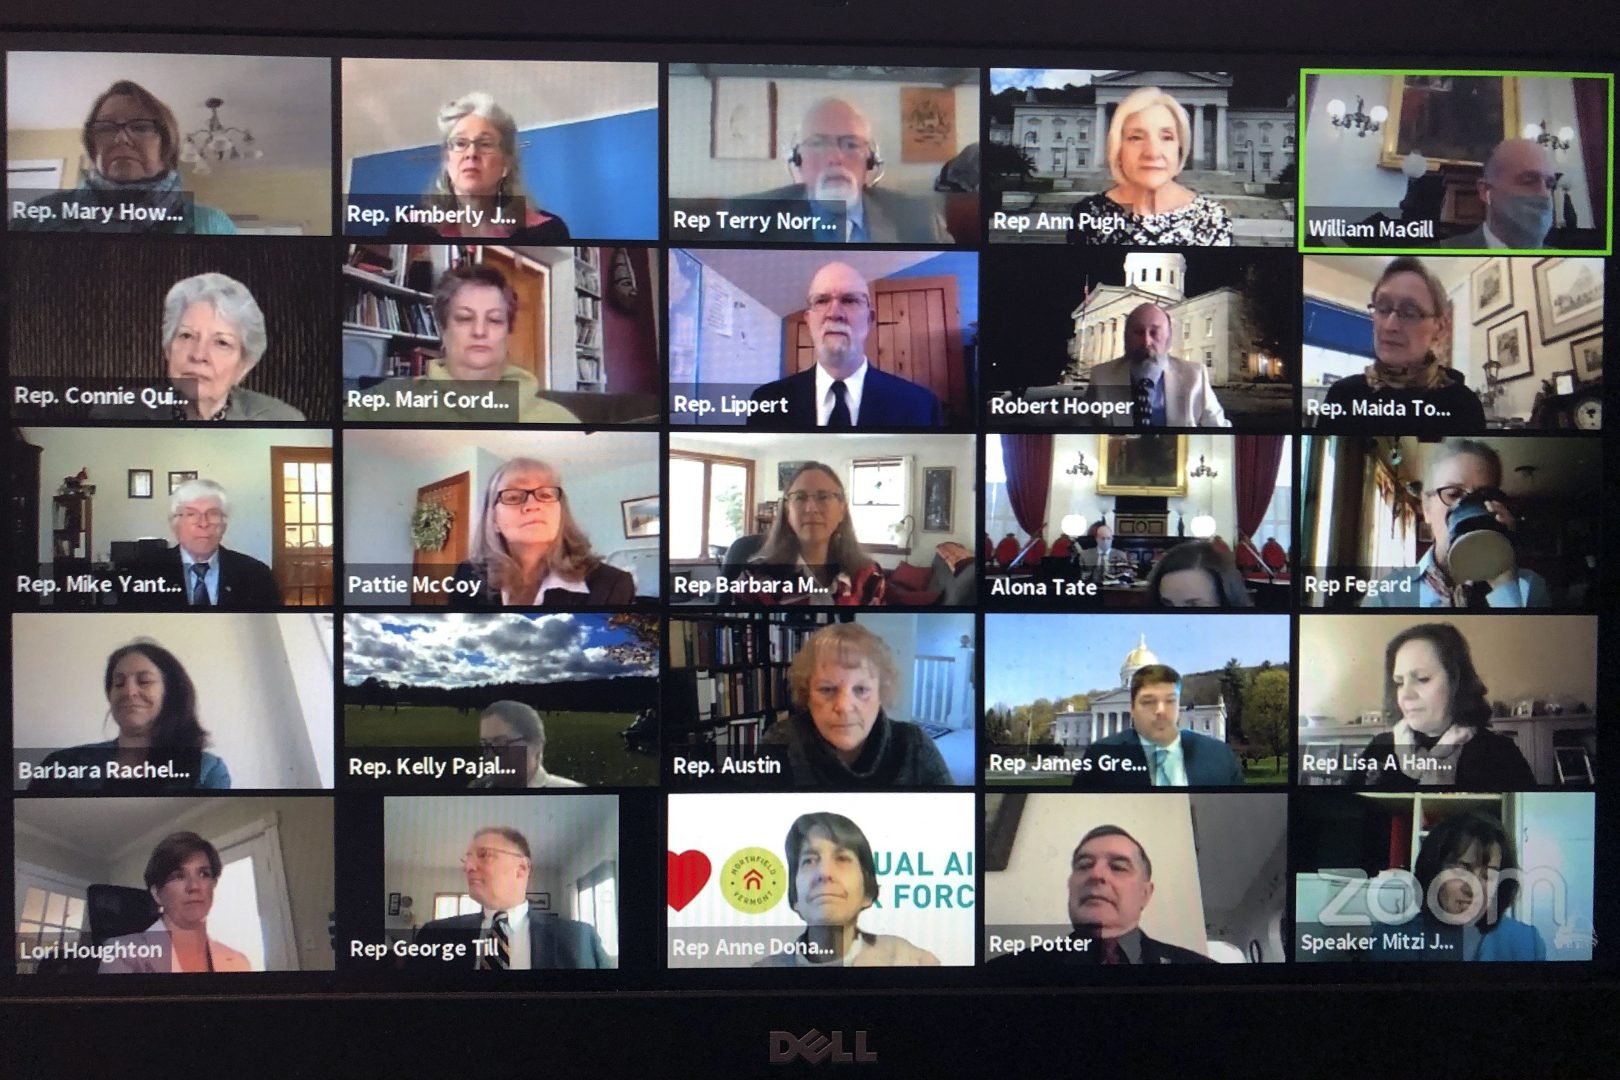 Rep. Mary How...
Rep. Kimberly J...
Rep Terry Norr...
Rep Ann Pugh
William MaGill
Rep. Connie Qui...
Rep. Mari Cord...
Rep. Lippert
Robert Hooper
Rep. Maida To...
Rep. Mike Yant...
Pattie McCoy
Rep Barbara M...
Alona Tate
Rep Fegard
Barbara Rachel...
Rep. Kelly Pajal...
Rep. Austin
Rep James Gre...
Rep Lisa A Han...
Lori Houghton
Rep George Till
NORTHFIELD
VERMONT
UAL AI
FORC
Rep Anne Dona...
Rep Potter
zoom
Speaker Mitzi J...
DELL